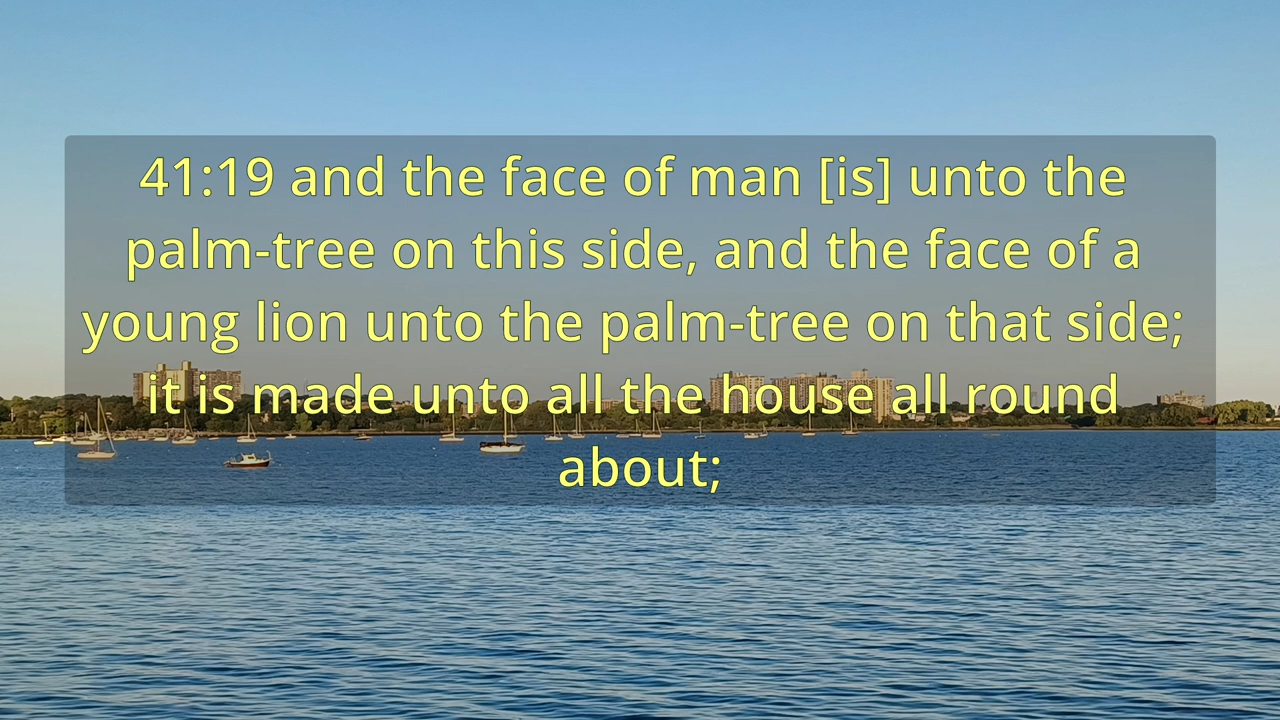 41:19 and the face of man [is] unto the
palm-tree on this side, and the face of a
young lion unto the palm-tree on that side;
it is made unto all the house all round
about;